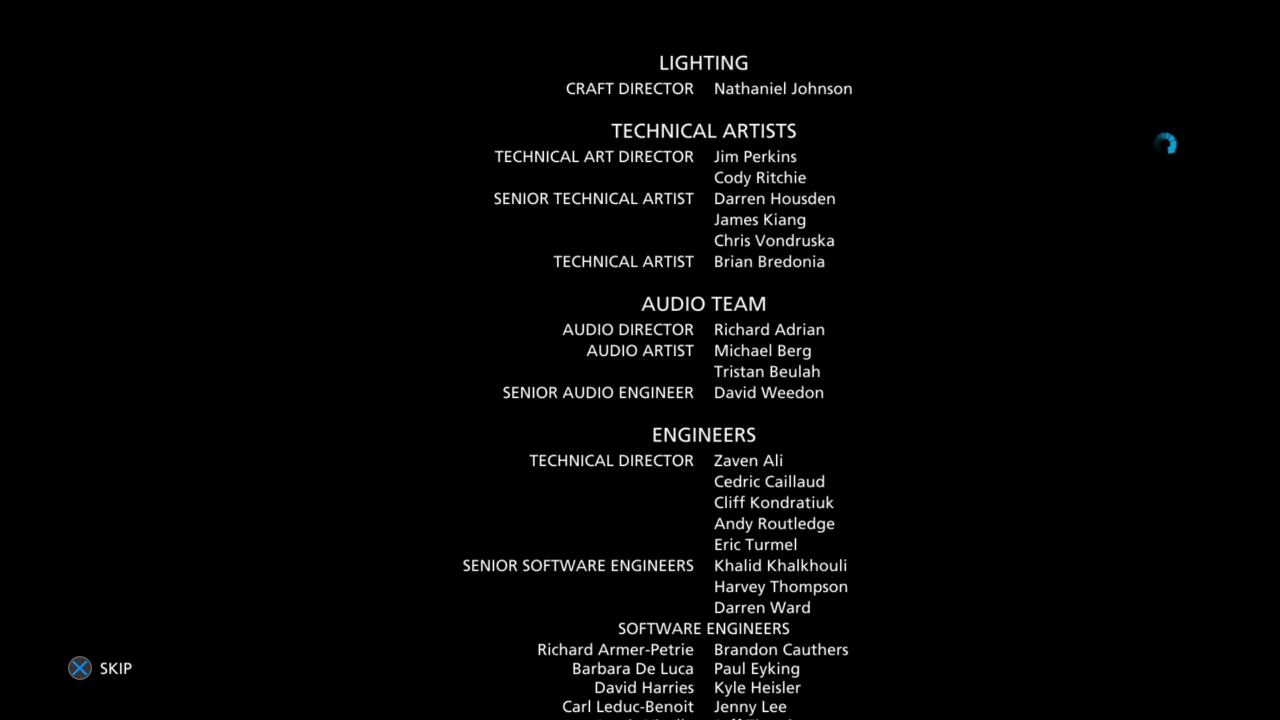 LIGHTING
CRAFT DIRECTOR Nathaniel Johnson
TECHNICAL ARTISTS
TECHNICAL ART DIRECTOR Jim Perkins
Cody Ritchie
SENIOR TECHNICAL ARTIST Darren Housden
James Kiang
Chris Vondruska
TECHNICAL ARTIST Brian Bredonia
AUDIO TEAM
AUDIO DIRECTOR Richard Adrian
AUDIO ARTIST Michael Berg
Tristan Beulah
SENIOR AUDIO ENGINEER David Weedon
ENGINEERS
TECHNICAL DIRECTOR Zaven Ali
Cedric Caillaud
Cliff Kondratiuk
Andy Routledge
Eric Turmel
SENIOR SOFTWARE ENGINEERS Khalid Khalkhouli
Harvey Thompson
Darren Ward
SOFTWARE ENGINEERS
Richard Armer-Petrie Brandon Cauthers
Barbara De Luca Paul Eyking
David Harries Kyle Heisler
Carl Leduc-Benoit Jenny Lee
SKIP